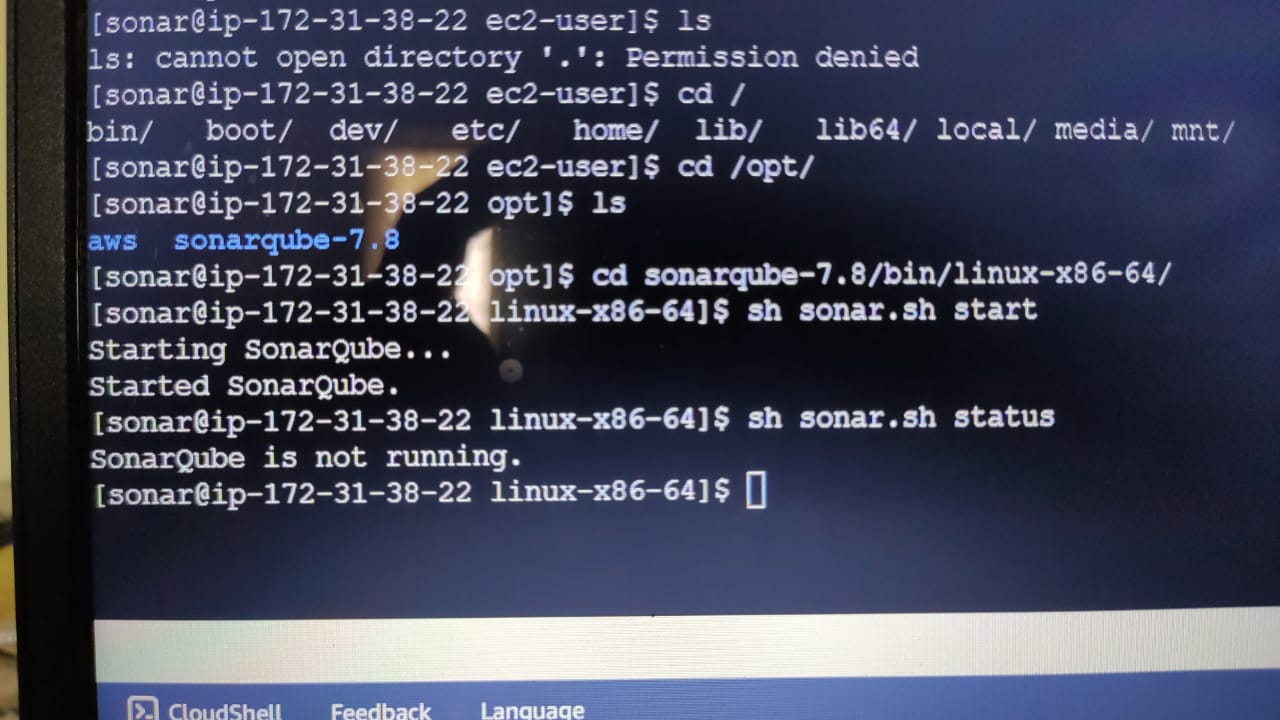 [sonar@ip-172-31-38-22 ec2-user]$ ls
ls: cannot open directory '.': Permission denied
[sonar@ip-172-31-38-22 ec2-user]$ cd /
bin/ boot/ dev/ etc/ home/ lib/ lib64/ local/ media/ mnt/
[sonar@ip-172-31-38-22 ec2-user]$ cd /opt/
[sonar@ip-172-31-38-22 opt]$ ls
aws sonarqube-7.8
[sonar@ip-172-31-38-22 opt]$ cd sonarqube-7.8/bin/linux-x86-64/
[sonar@ip-172-31-38-22 linux-x86-64]$ sh sonar.sh start
Starting SonarQube...
Started SonarQube.
[sonar@ip-172-31-38-22 linux-x86-64]$ sh sonar.sh status
SonarQube is not running.
[sonar@ip-172-31-38-22 linux-x86-64]$
CloudShell Feedback Language